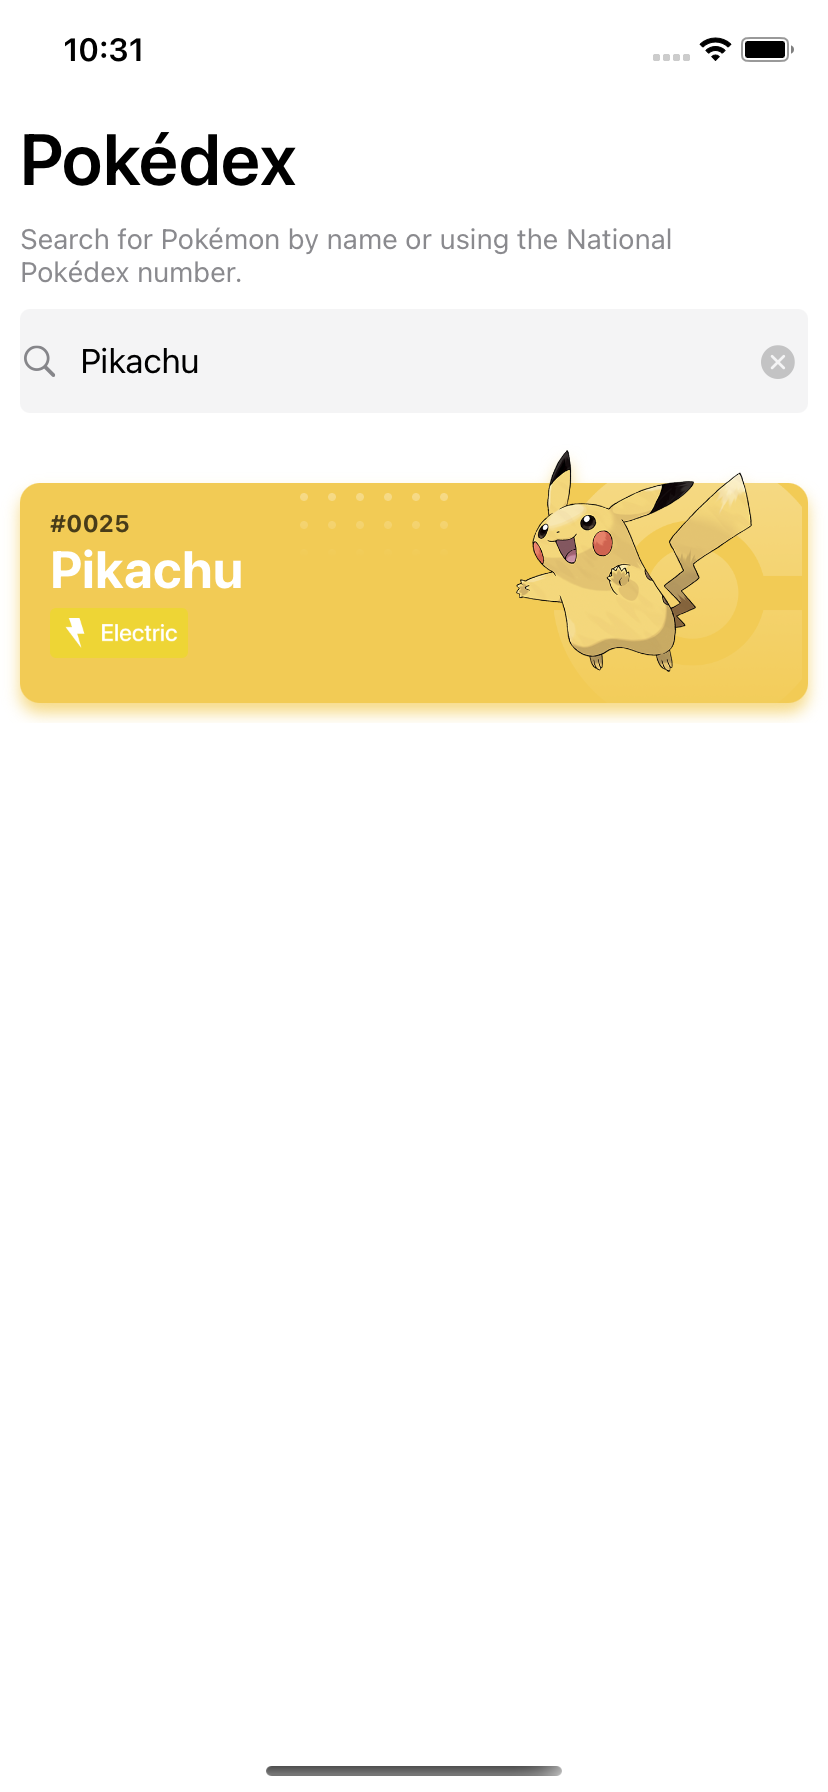 10:31
Pokédex
Search for Pokémon by name or using the National
Pokédex number.
Pikachu
#0025
Pikachu
Electric